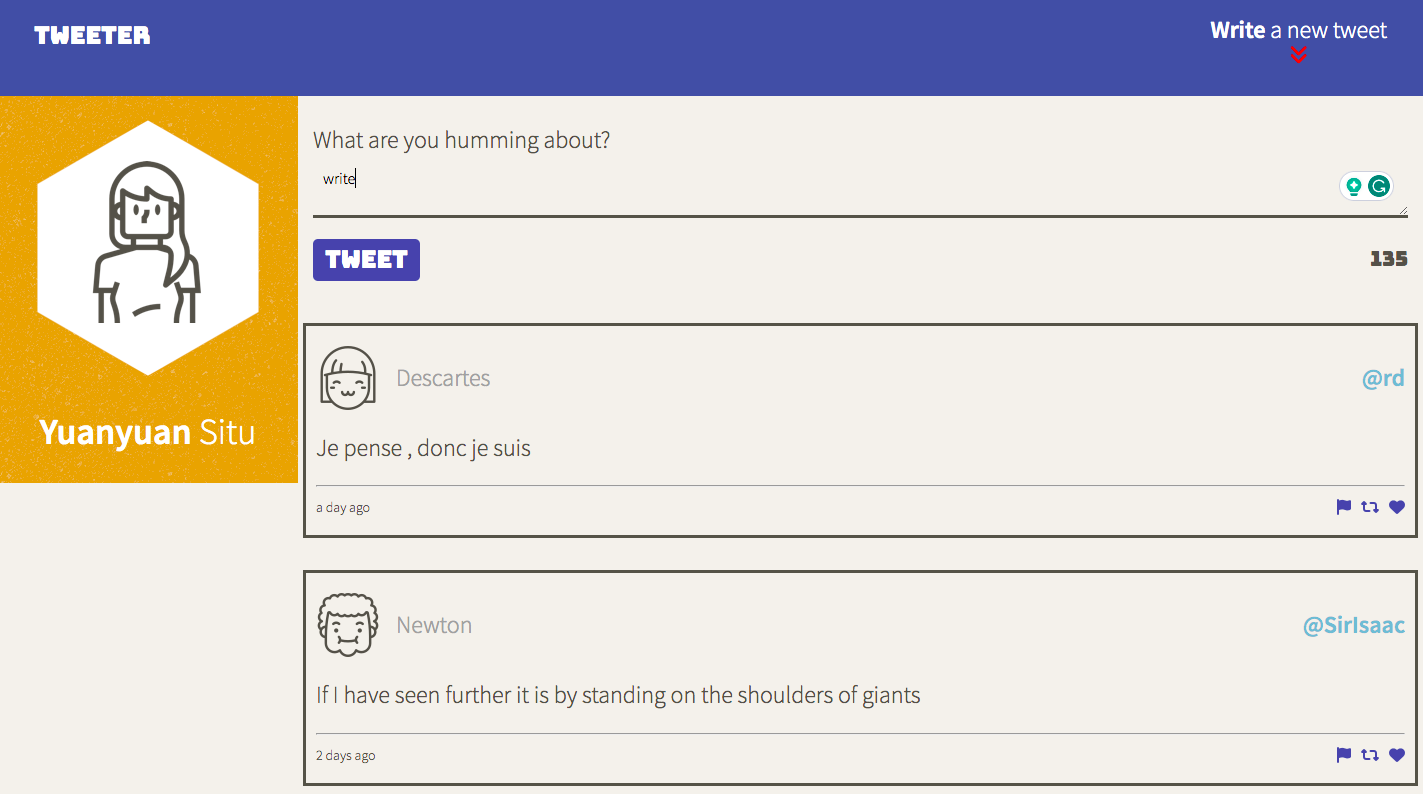 TWEETER
Write a new tweet
Yuanyuan Situ
What are you humming about?
write
TWEET
135
Descartes
@rd
Je pense , donc je suis
a day ago
Newton
@SirIsaac
If I have seen further it is by standing on the shoulders of giants
2 days ago